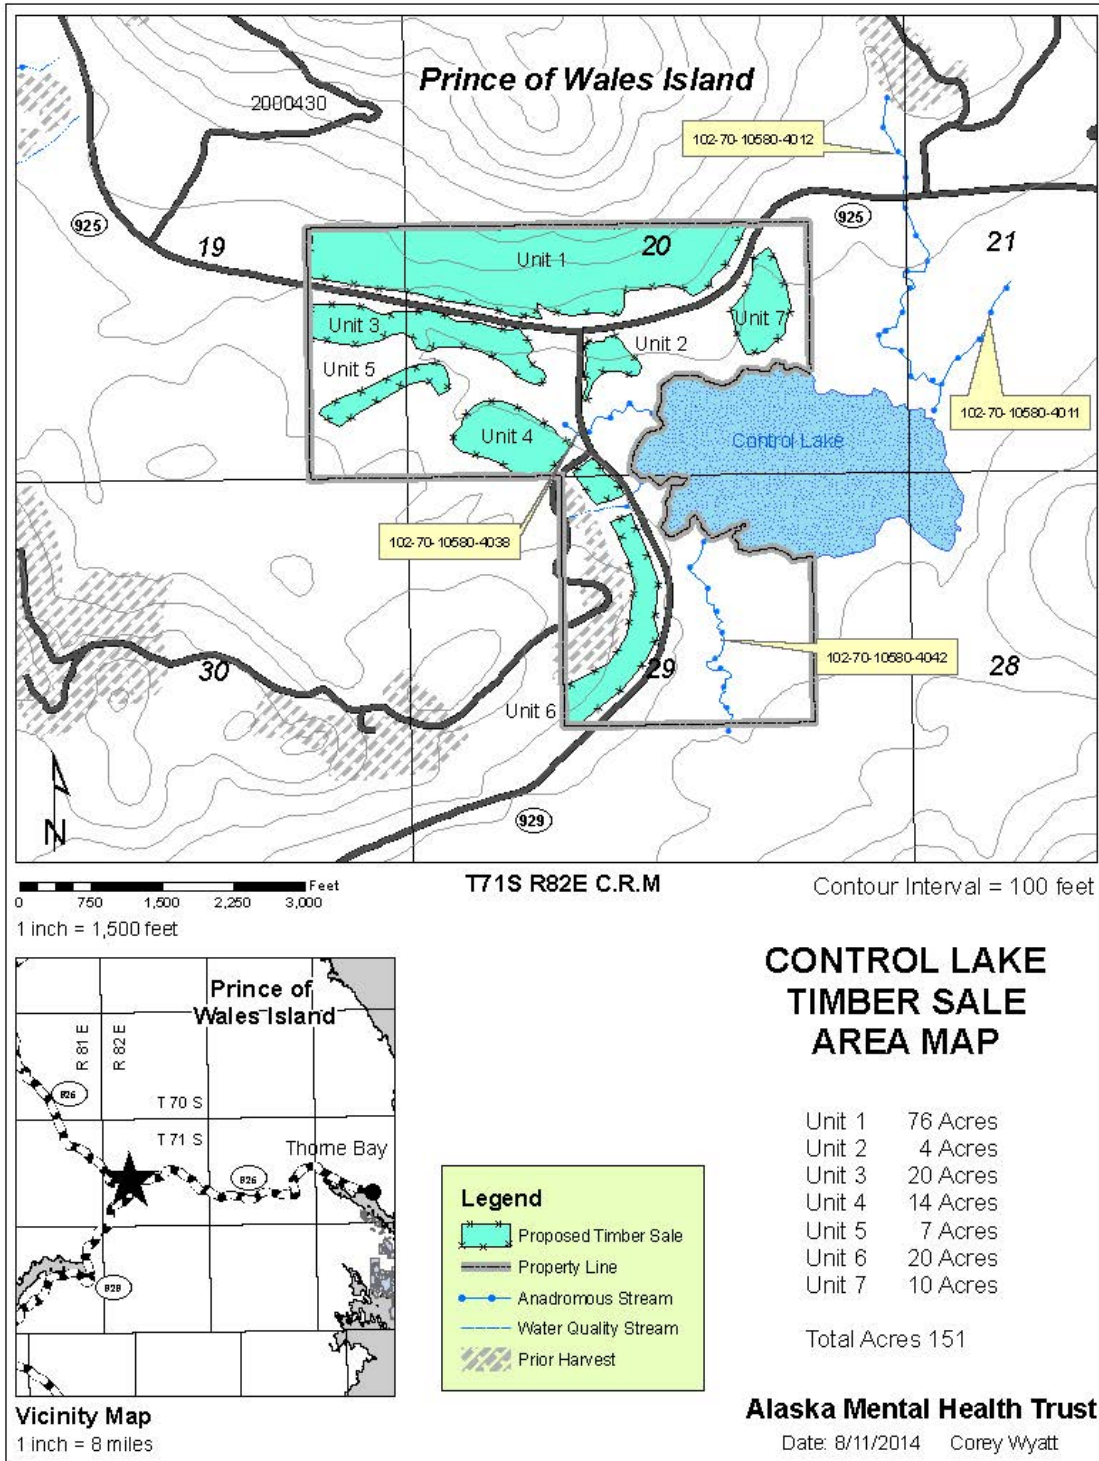 Prince of Wales Island
2000430
102-70-10580-4012
925
925
19
20
21
Unit 1
Unit 3
Unit 2
Unit 7
Unit 5
102-70-10580-4011
Unit 4
Control Lake
102-70-10580-4038
102-70-10580-4042
30
29
28
Unit 6
N
929
T71S R82E C.R.M
Contour Interval = 100 feet
Feet
0 750 1,500 2,250 3,000
1 inch = 1,500 feet
Prince of
Wales Island
R 81 E
R 82 E
T 70 S
T 71 S
Thorne Bay
Vicinity Map
1 inch = 8 miles
Legend
Proposed Timber Sale
Property Line
Anadromous Stream
Water Quality Stream
Prior Harvest
CONTROL LAKE
TIMBER SALE
AREA MAP
Unit 1 76 Acres
Unit 2 4 Acres
Unit 3 20 Acres
Unit 4 14 Acres
Unit 5 7 Acres
Unit 6 20 Acres
Unit 7 10 Acres
Total Acres 151
Alaska Mental Health Trust
Date: 8/11/2014 Corey Wyatt